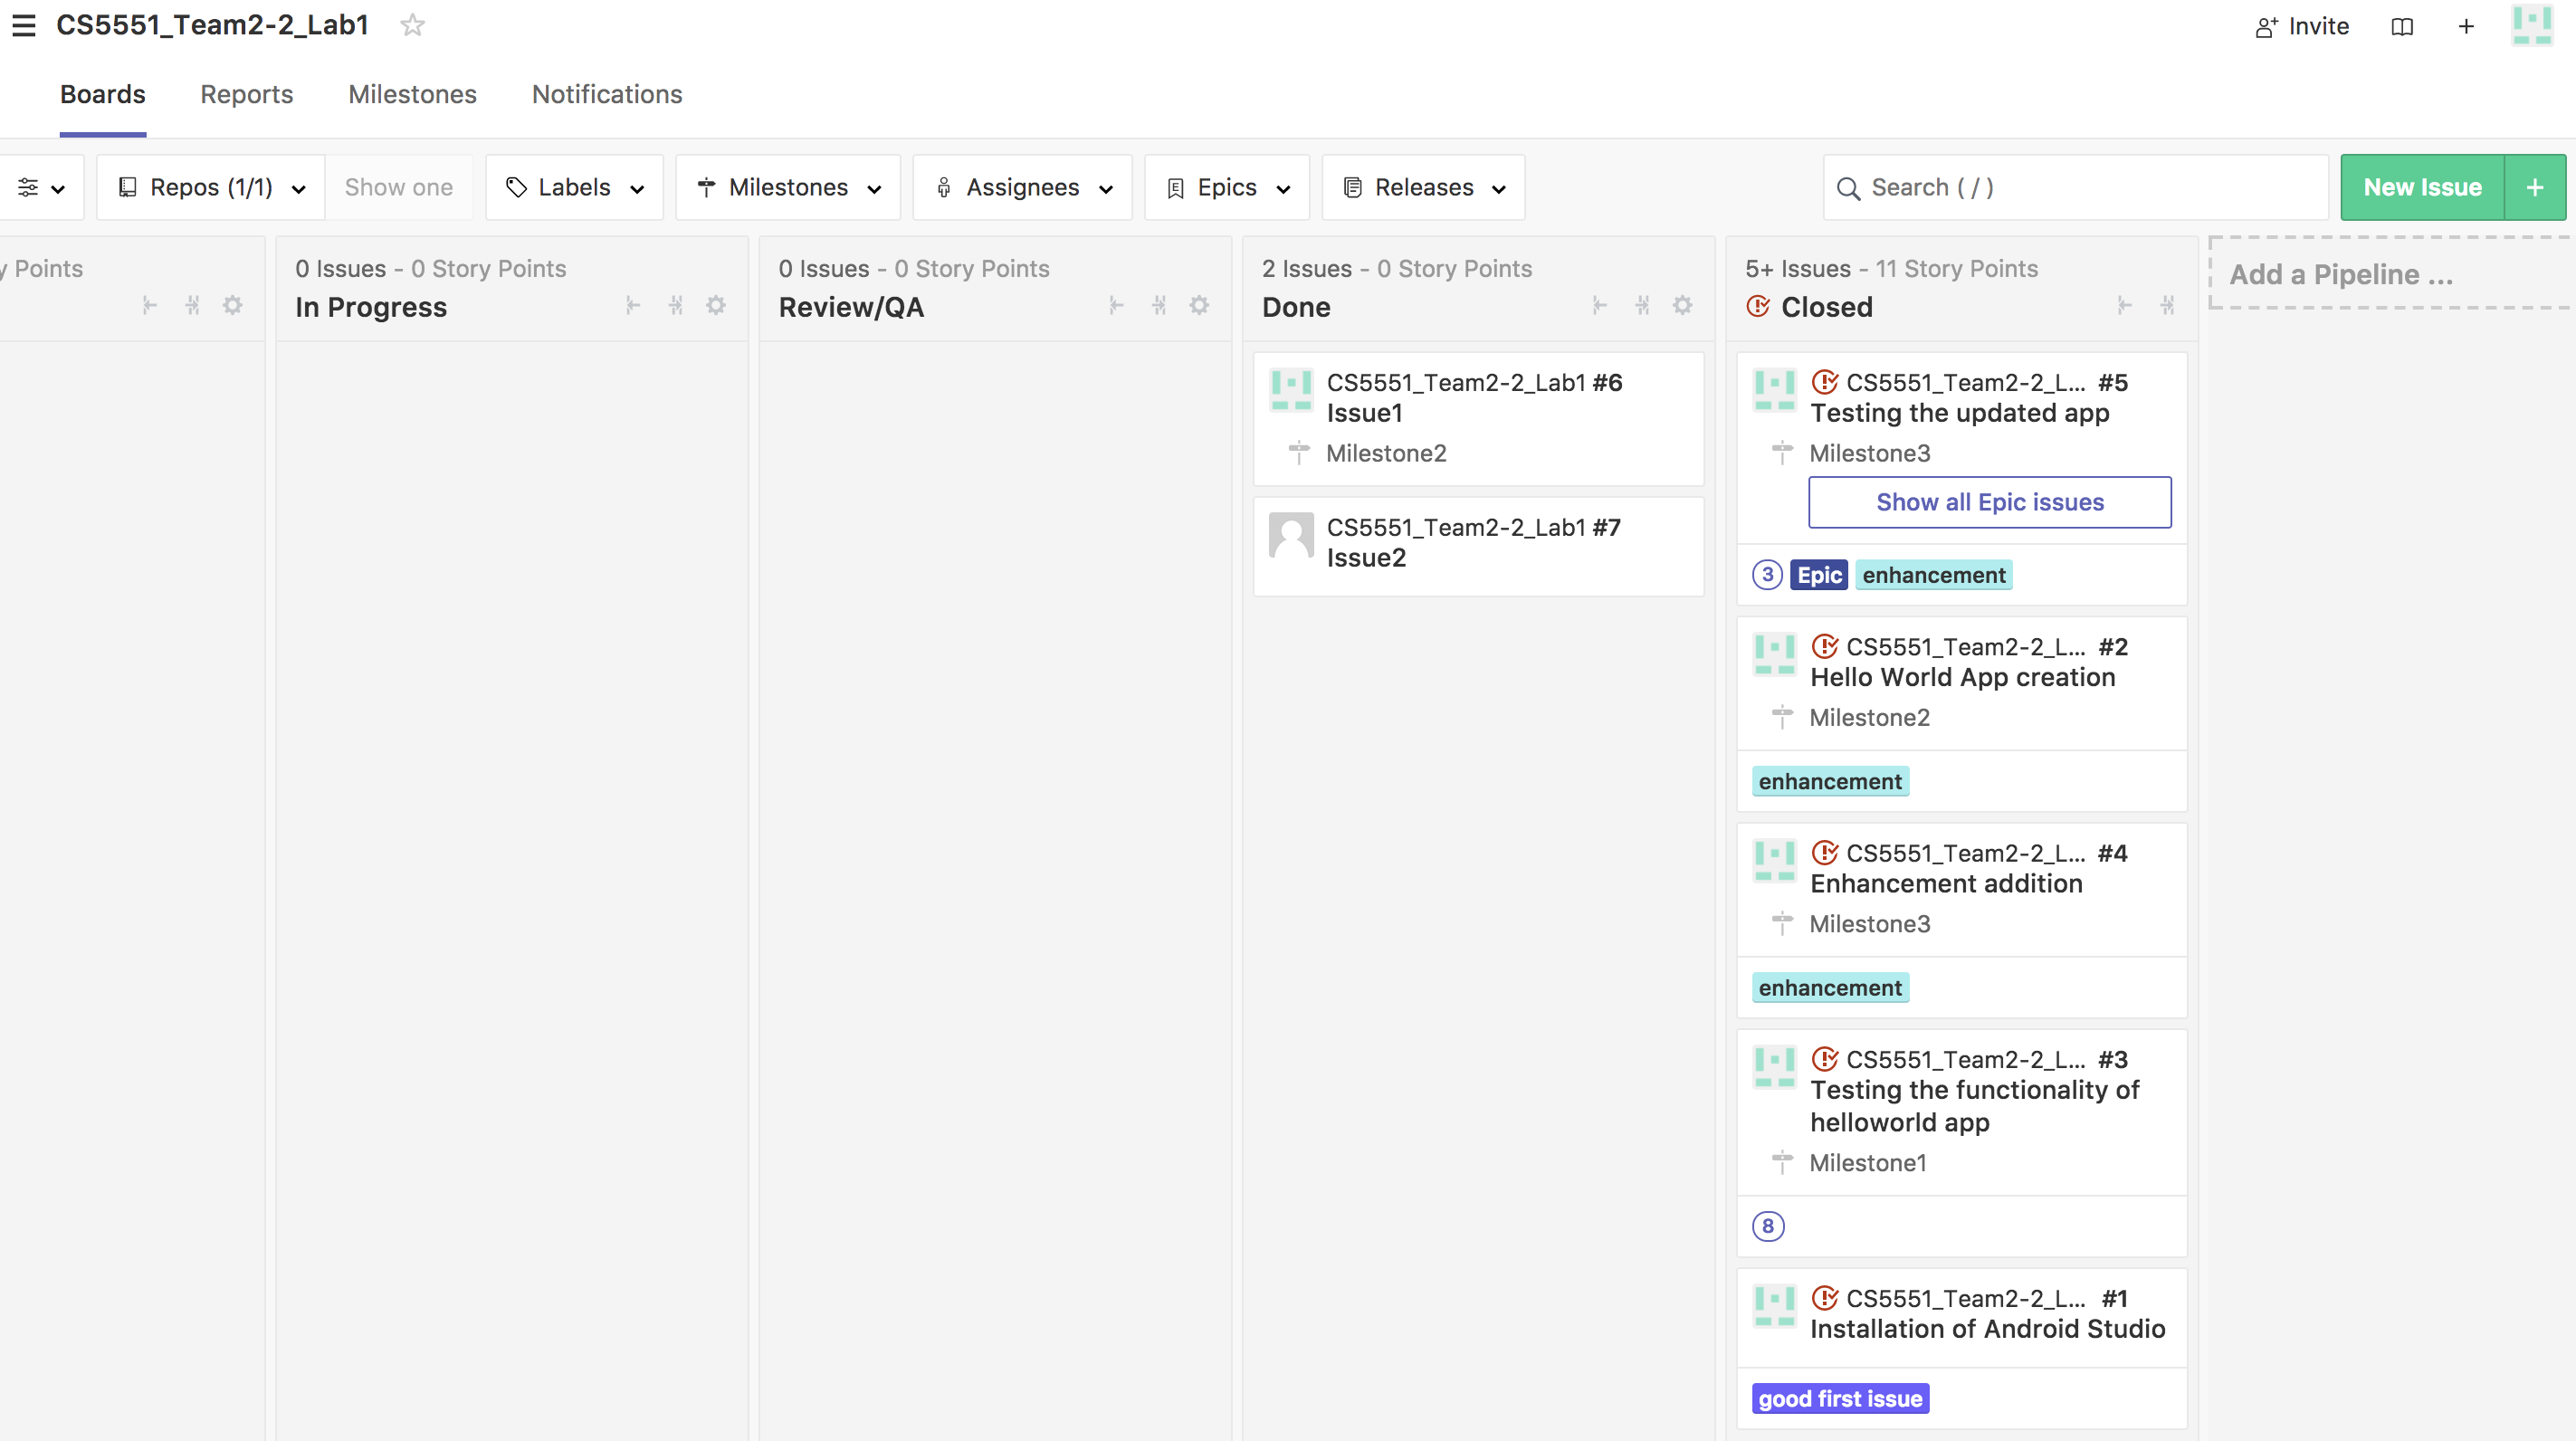 CS5551_Team2-2_Lab1
Invite
Boards Reports Milestones Notifications
Repos (1/1) Show one Labels Milestones Assignees Epics Releases Search ( / ) New Issue +
Points
0 Issues - 0 Story Points
In Progress
0 Issues - 0 Story Points
Review/QA
2 Issues - 0 Story Points
Done
CS5551_Team2-2_Lab1 #6
Issue1
Milestone2
CS5551_Team2-2_Lab1 #7
Issue2
5+ Issues - 11 Story Points
Closed
CS5551_Team2-2_L... #5
Testing the updated app
Milestone3
Show all Epic issues
3 Epic enhancement
CS5551_Team2-2_L... #2
Hello World App creation
Milestone2
enhancement
CS5551_Team2-2_L... #4
Enhancement addition
Milestone3
enhancement
CS5551_Team2-2_L... #3
Testing the functionality of
helloworld app
Milestone1
8
CS5551_Team2-2_L... #1
Installation of Android Studio
good first issue
Add a Pipeline ...